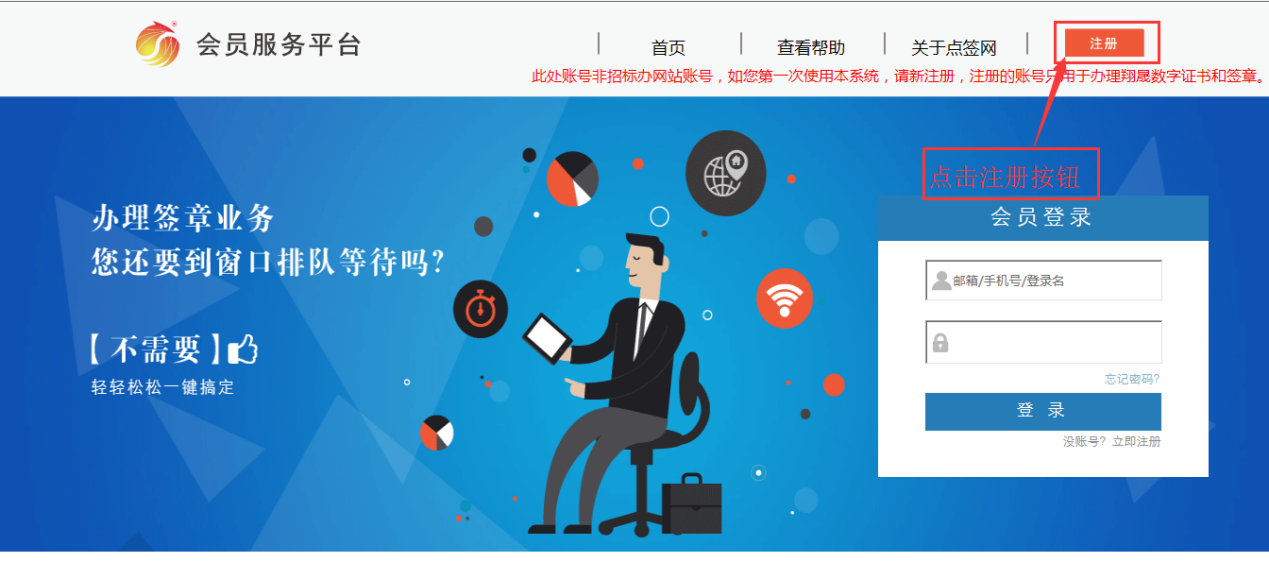 会员服务平台
首页
查看帮助
关于点签网
注册
此处账号非招标办网站账号，如您第一次使用本系统，请新注册，注册的账号只用于办理翔晟数字证书和签章。
点击注册按钮
办理签章业务
您还要到窗口排队等待吗?
【不需要】
轻轻松松一键搞定
会员登录
邮箱/手机号/登录名
忘记密码?
登 录
没账号? 立即注册